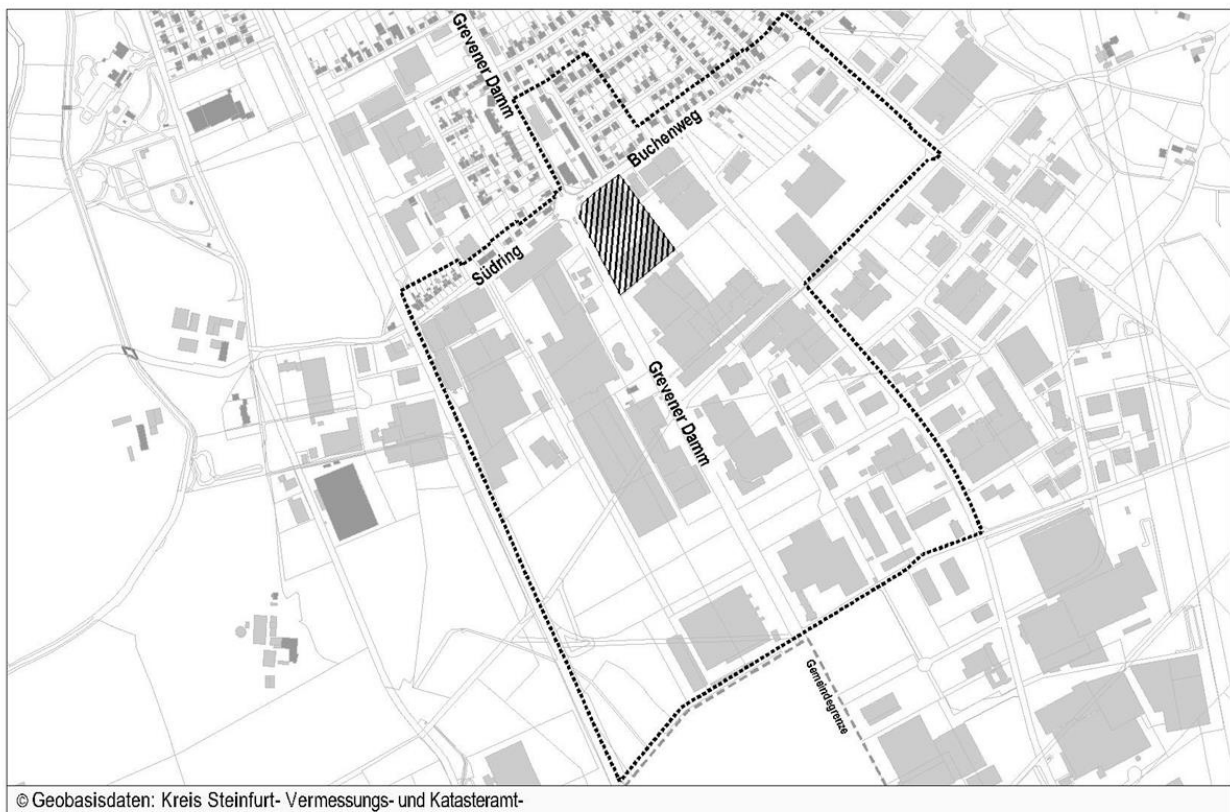 Grevener Damm
Buchenweg
Südring
Grevener Damm
Gemeindegrenze
© Geobasisdaten: Kreis Steinfurt- Vermessungs- und Katasteramt-